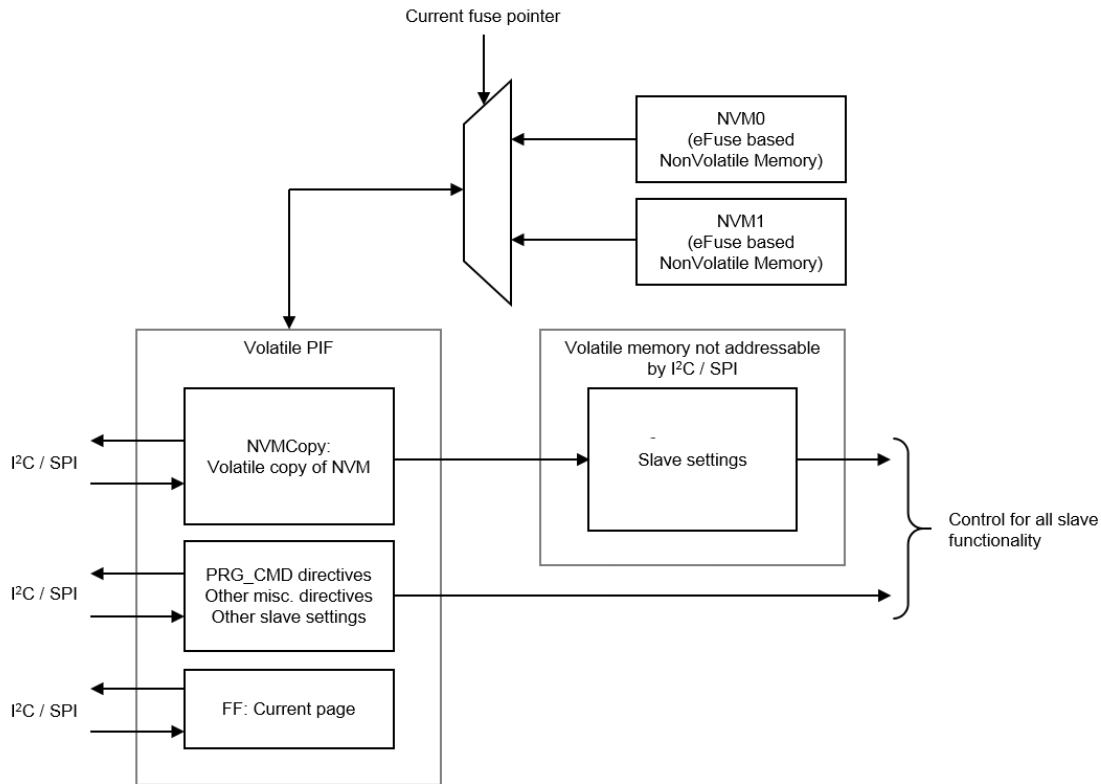 Current fuse pointer
NVM0
(eFuse based
NonVolatile Memory)
NVM1
(eFuse based
NonVolatile Memory)
Volatile PIF
Volatile memory not addressable
by I²C / SPI
NVMCopy:
Volatile copy of NVM
I²C / SPI
-
Slave settings
Control for all slave
functionality
PRG_CMD directives
Other misc. directives
Other slave settings
I²C / SPI
FF: Current page
I²C / SPI